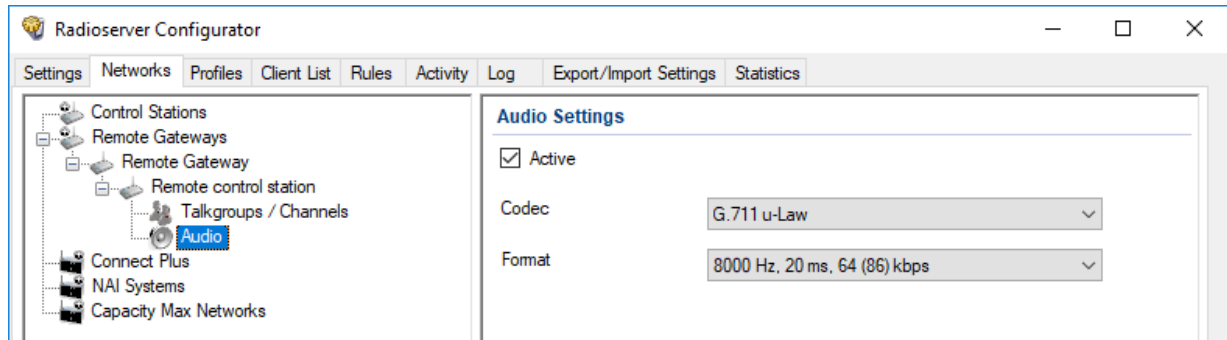 Radioserver Configurator
Settings Networks Profiles Client List Rules Activity Log Export/Import Settings Statistics
Control Stations
Remote Gateways
Remote Gateway
Remote control station
Talkgroups / Channels
Audio
Connect Plus
NAI Systems
Capacity Max Networks
Audio Settings
Active
Codec G.711 u-Law
Format 8000 Hz, 20 ms, 64 (86) kbps